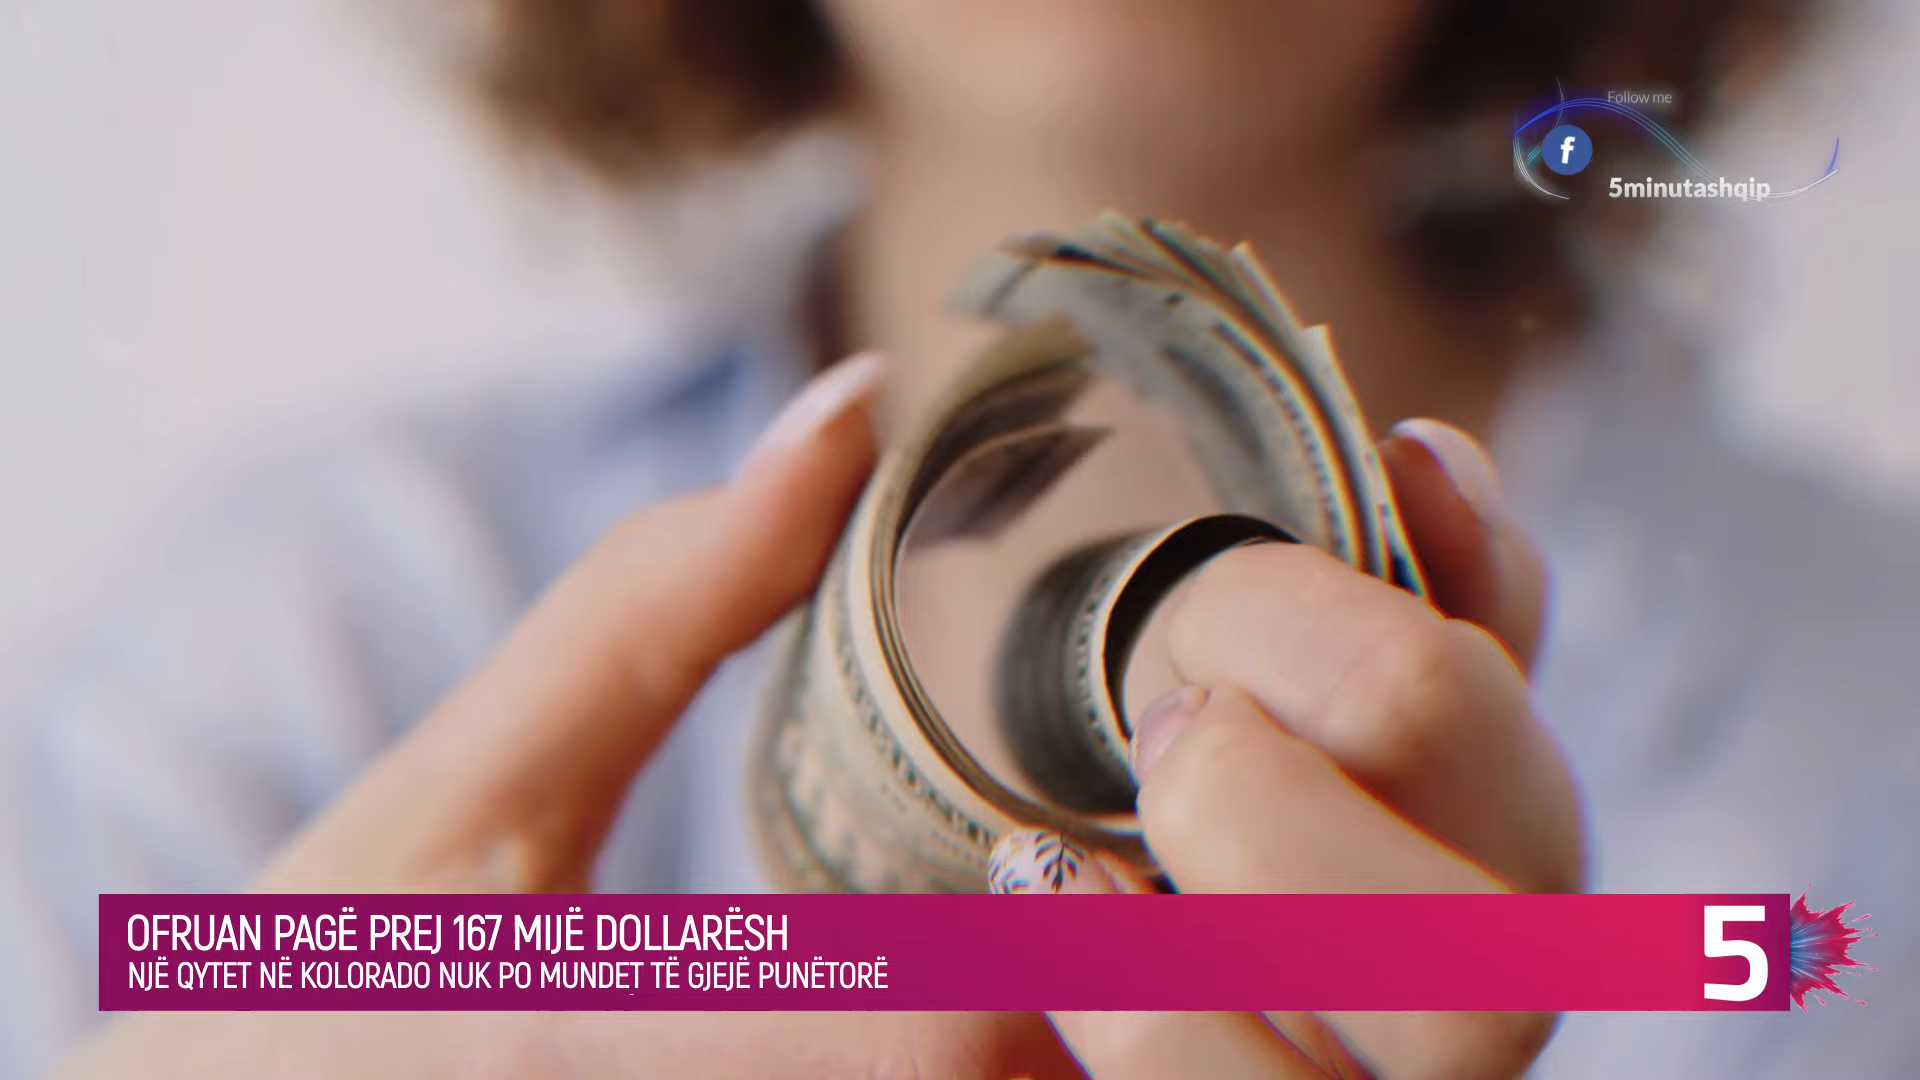 Follow me
f
5minutashqip
OFRUAN PAGË PREJ 167 MIJË DOLLARËSH
NJË QYTET NË KOLORADO NUK PO MUNDET TË GJEJË PUNËTORË
5